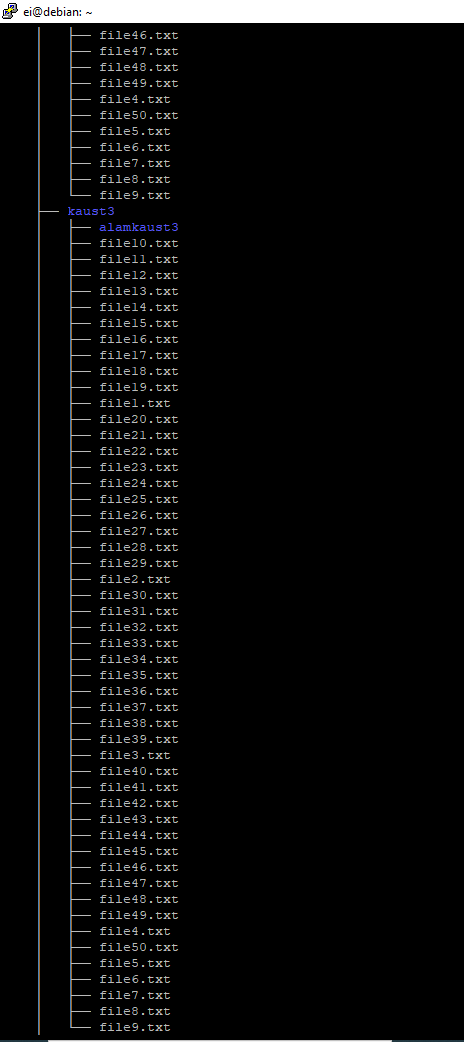 ei@debian: ~
├── file46.txt
├── file47.txt
├── file48.txt
├── file49.txt
├── file4.txt
├── file50.txt
├── file5.txt
├── file6.txt
├── file7.txt
├── file8.txt
└── file9.txt
├── kaust3
├── alamkaust3
├── file10.txt
├── file11.txt
├── file12.txt
├── file13.txt
├── file14.txt
├── file15.txt
├── file16.txt
├── file17.txt
├── file18.txt
├── file19.txt
├── file1.txt
├── file20.txt
├── file21.txt
├── file22.txt
├── file23.txt
├── file24.txt
├── file25.txt
├── file26.txt
├── file27.txt
├── file28.txt
├── file29.txt
├── file2.txt
├── file30.txt
├── file31.txt
├── file32.txt
├── file33.txt
├── file34.txt
├── file35.txt
├── file36.txt
├── file37.txt
├── file38.txt
├── file39.txt
├── file3.txt
├── file40.txt
├── file41.txt
├── file42.txt
├── file43.txt
├── file44.txt
├── file45.txt
├── file46.txt
├── file47.txt
├── file48.txt
├── file49.txt
├── file4.txt
├── file50.txt
├── file5.txt
├── file6.txt
├── file7.txt
├── file8.txt
└── file9.txt